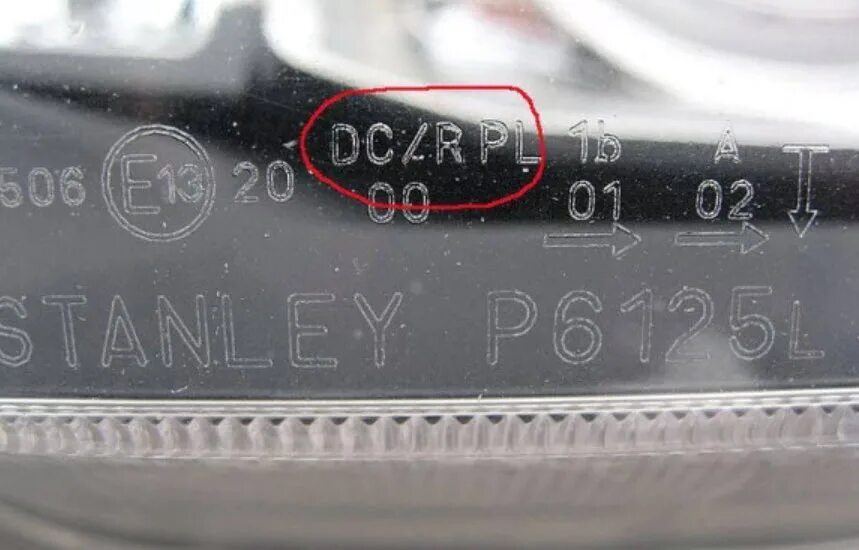 506 E13 20 DC/R PL 1b A
00 01 02
STANLEY P6125L